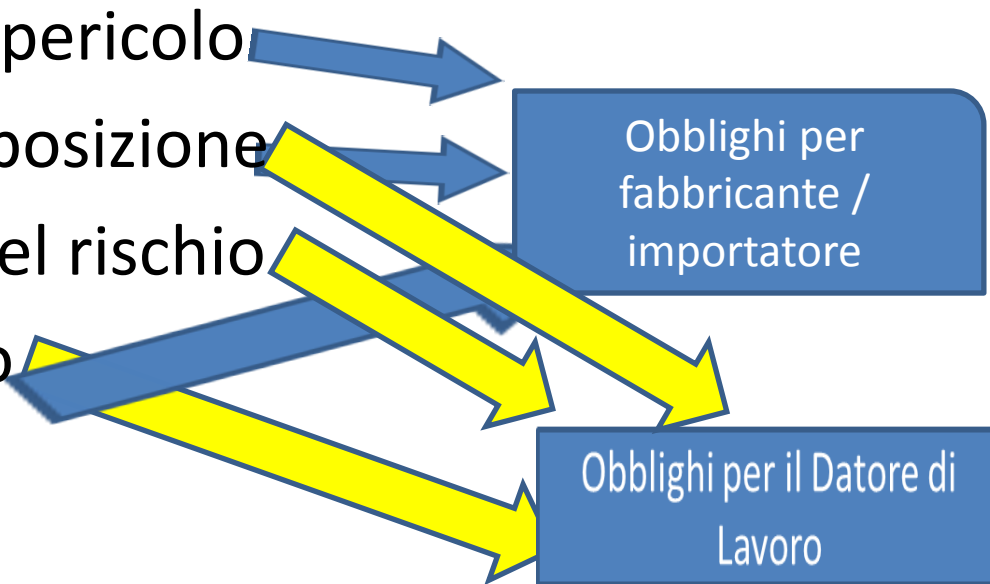 pericolo
posizione
el rischio
o
Obblighi per
fabbricante /
importatore
Obblighi per il Datore di
Lavoro